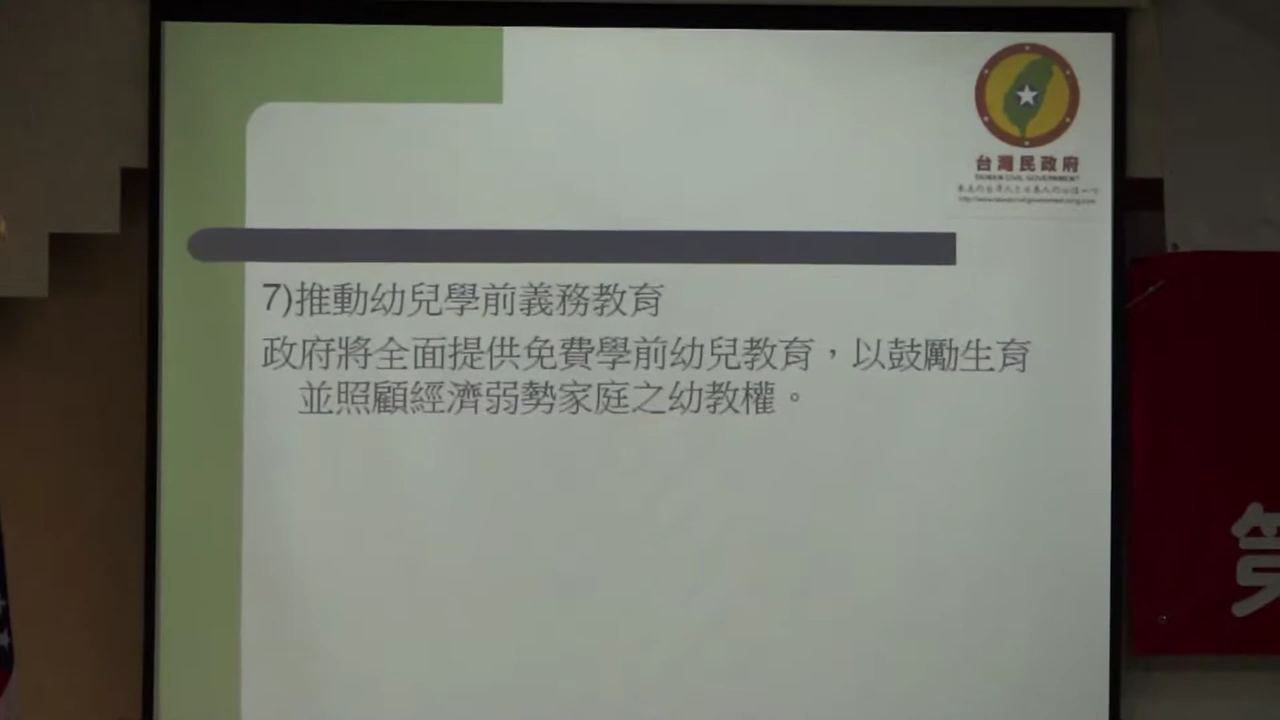 台灣民政府
TAIWAN CIVIL GOVERNMENT
7)推動幼兒學前義務教育
政府將全面提供免費學前幼兒教育，以鼓勵生育
並照顧經濟弱勢家庭之幼教權。
第